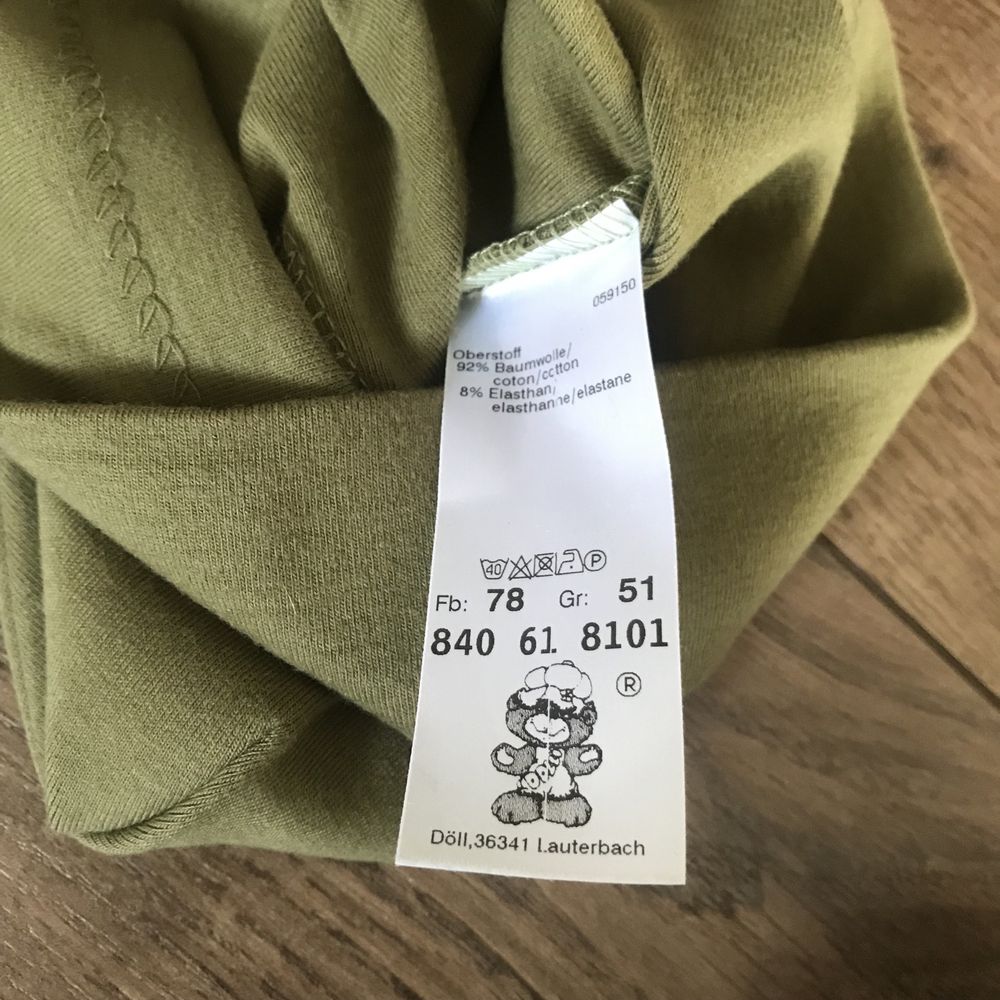 059150
Oberstoff
92% Baumwolle/
coton/cotton
8% Elasthan/
elasthanne/elastane
40 P
Fb: 78 Gr: 51
840 61 8101
®
Döll,36341 Lauterbach